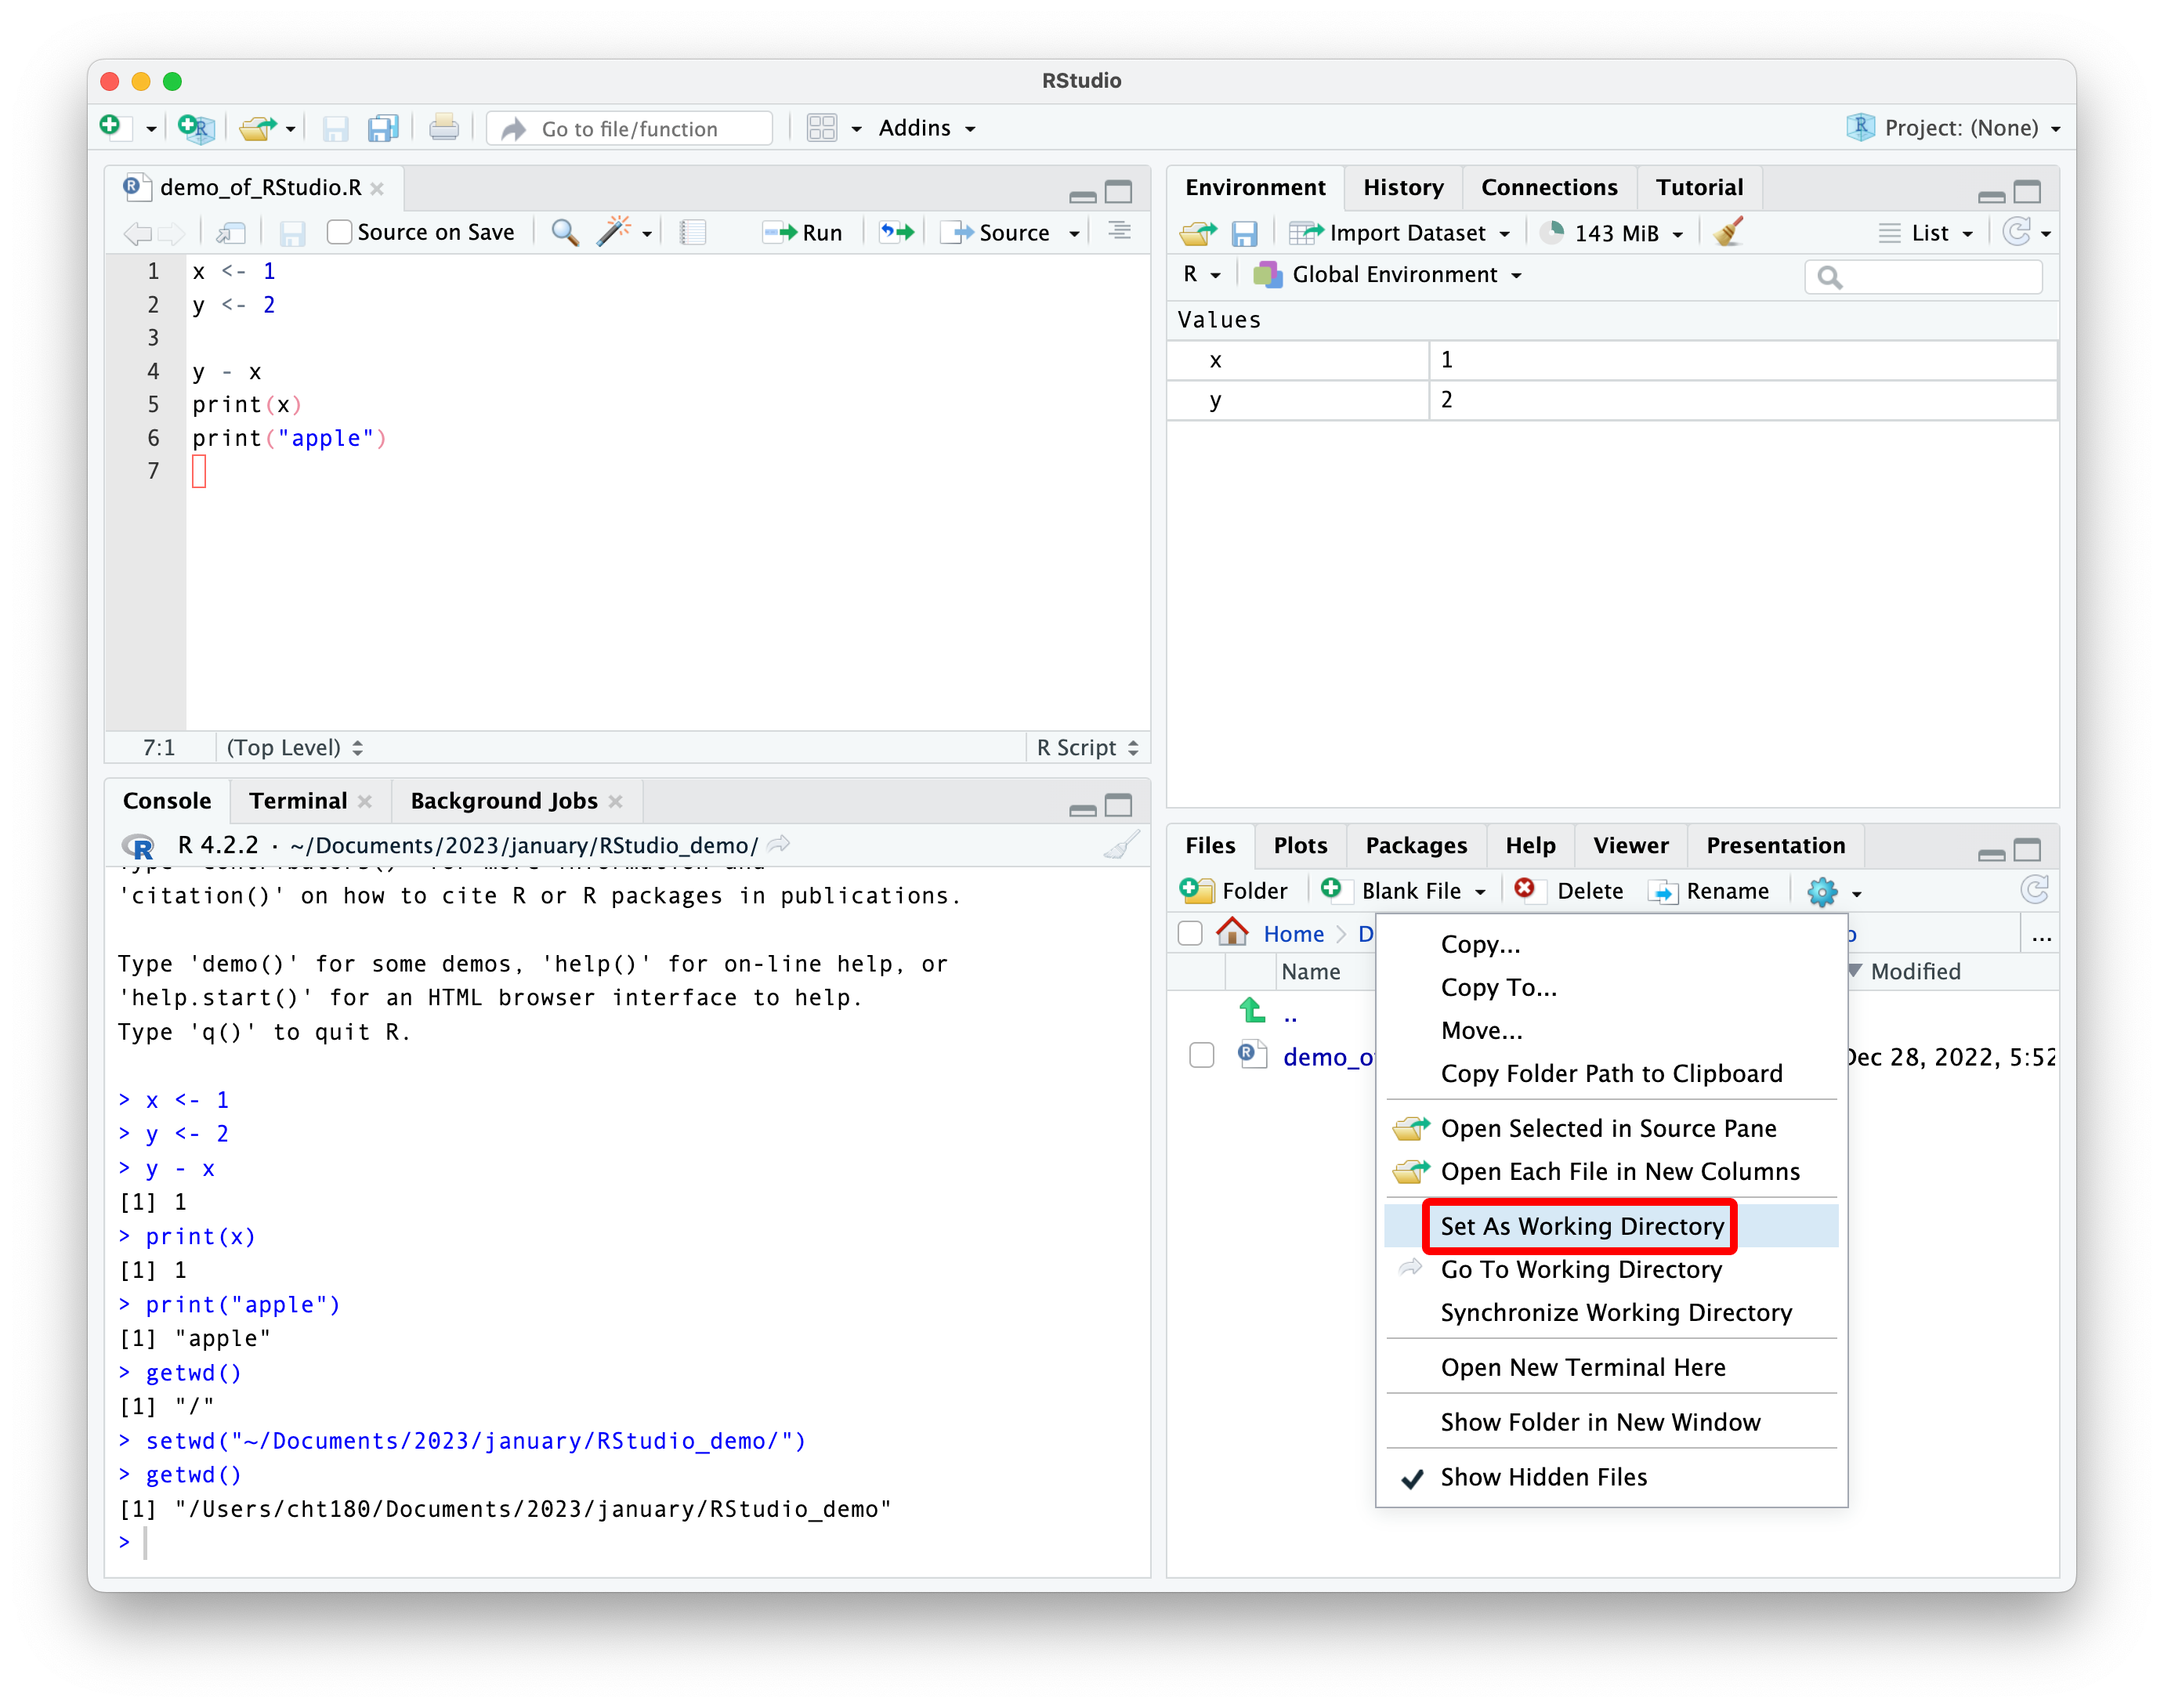 RStudio
Go to file/function
Addins
Project: (None)
demo_of_RStudio.R
Source on Save
Run
Source
1 x <- 1
2 y <- 2
3
4 y - x
5 print(x)
6 print("apple")
7
7:1 (Top Level) R Script
Console Terminal Background Jobs
R 4.2.2 · ~/Documents/2023/january/RStudio_demo/
'citation()' on how to cite R or R packages in publications.
Type 'demo()' for some demos, 'help()' for on-line help, or
'help.start()' for an HTML browser interface to help.
Type 'q()' to quit R.
> x <- 1
> y <- 2
> y - x
[1] 1
> print(x)
[1] 1
> print("apple")
[1] "apple"
> getwd()
[1] "/"
> setwd("~/Documents/2023/january/RStudio_demo/")
> getwd()
[1] "/Users/cht180/Documents/2023/january/RStudio_demo"
>
Environment History Connections Tutorial
Import Dataset 143 MiB List
R Global Environment
Values
x 1
y 2
Files Plots Packages Help Viewer Presentation
Folder Blank File Delete Rename
Home D o ...
Name Modified
..
demo_o Dec 28, 2022, 5:52
Copy...
Copy To...
Move...
Copy Folder Path to Clipboard
Open Selected in Source Pane
Open Each File in New Columns
Set As Working Directory
Go To Working Directory
Synchronize Working Directory
Open New Terminal Here
Show Folder in New Window
Show Hidden Files